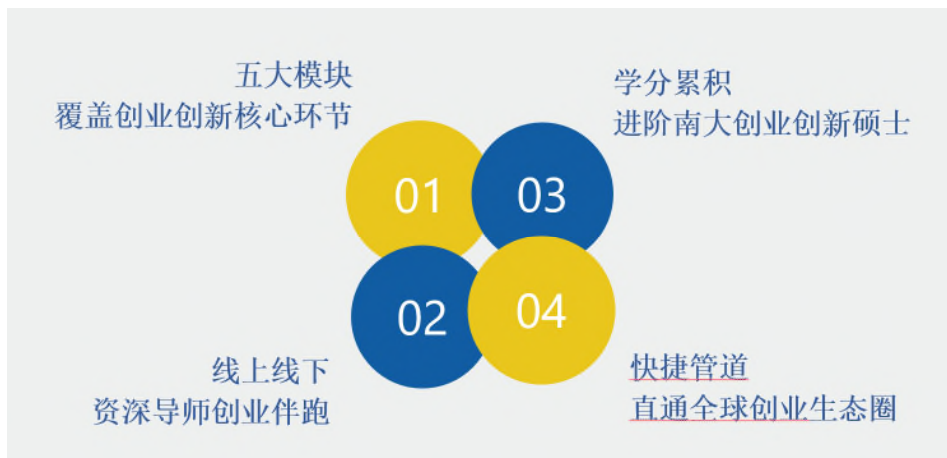 五大模块
覆盖创业创新核心环节
01
线上线下
资深导师创业伴跑
02
学分累积
进阶南大创业创新硕士
03
快捷管道
直通全球创业生态圈
04